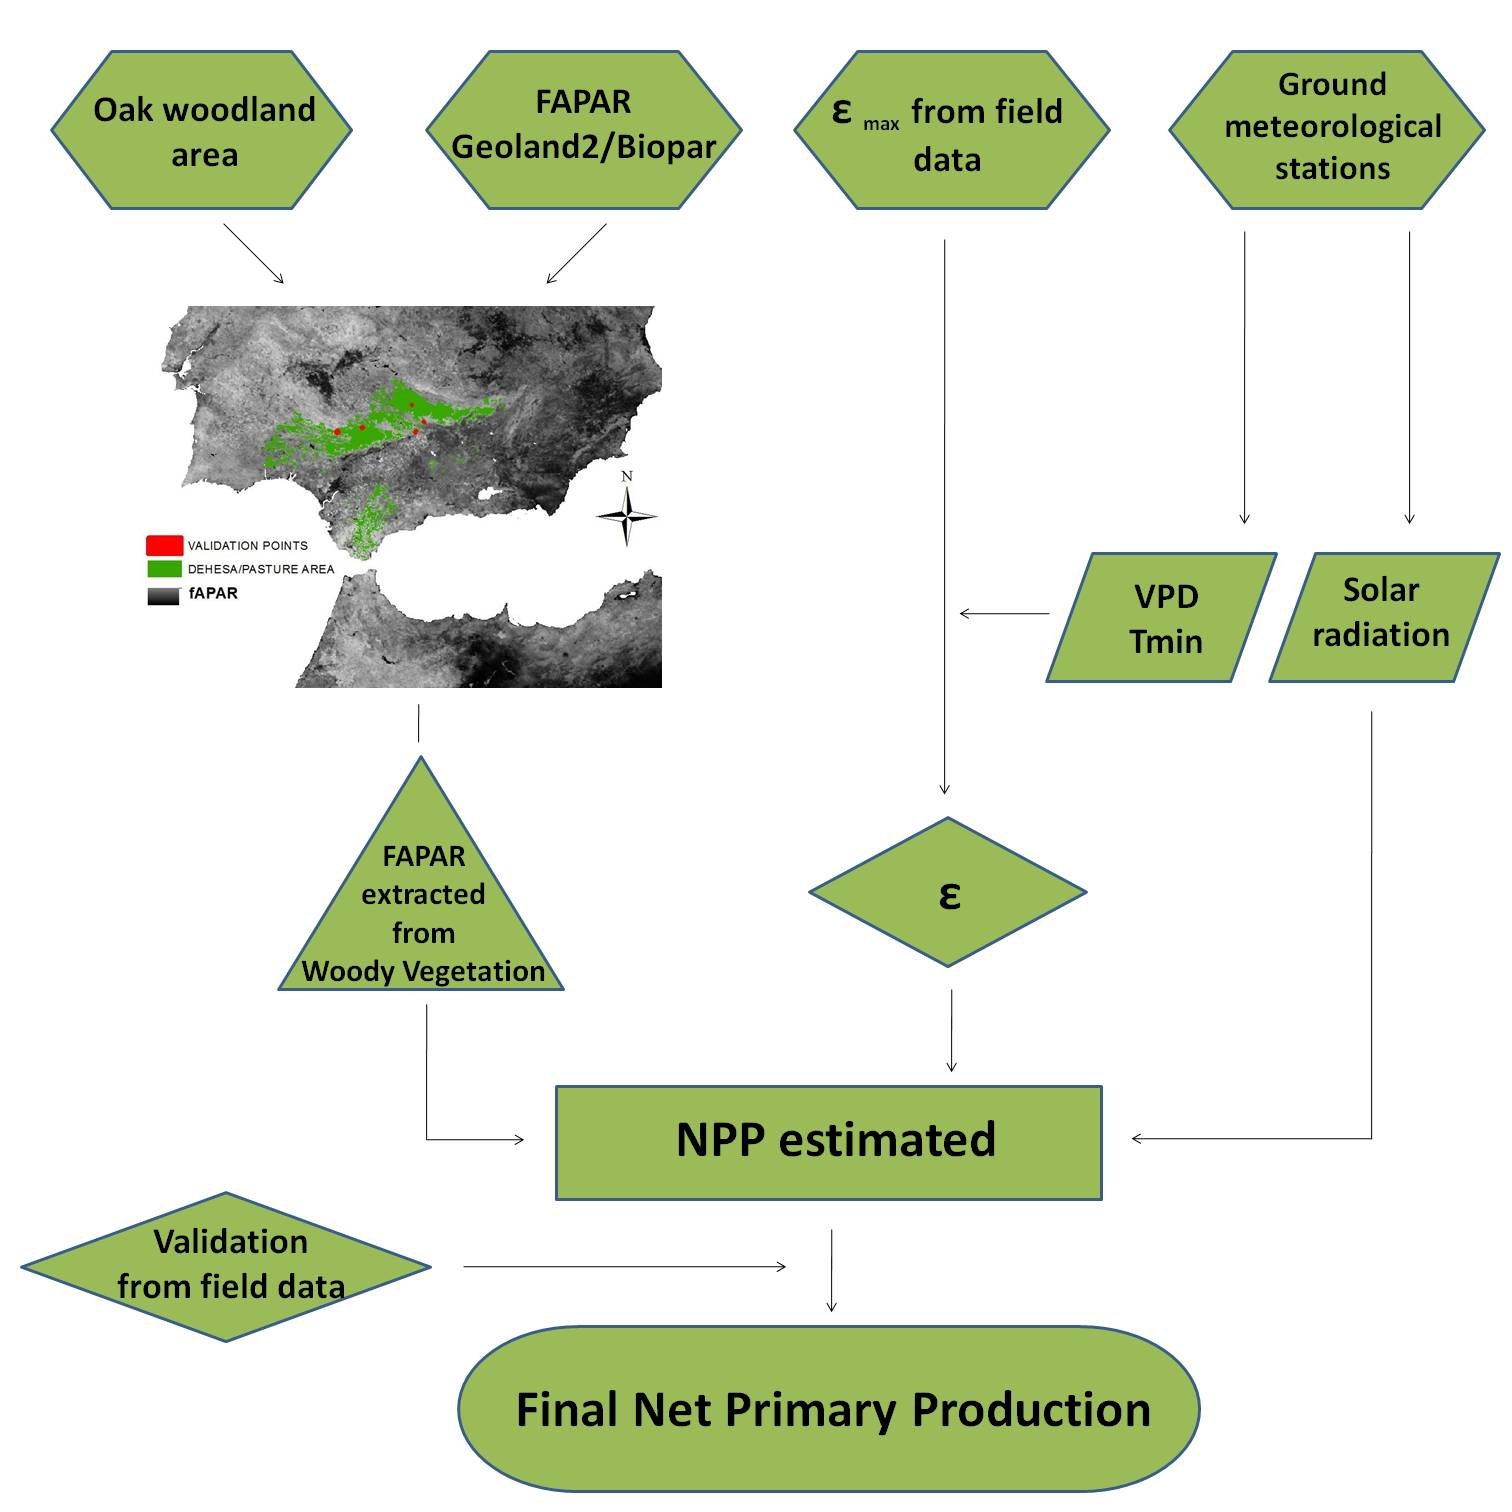 Oak woodland
area
FAPAR
Geoland2/Biopar
ε max from field
data
Ground
meteorological
stations
N
VALIDATION POINTS
DEHESA/PASTURE AREA
fAPAR
VPD
Tmin
Solar
radiation
FAPAR
extracted
from
Woody Vegetation
ε
NPP estimated
Validation
from field data
Final Net Primary Production